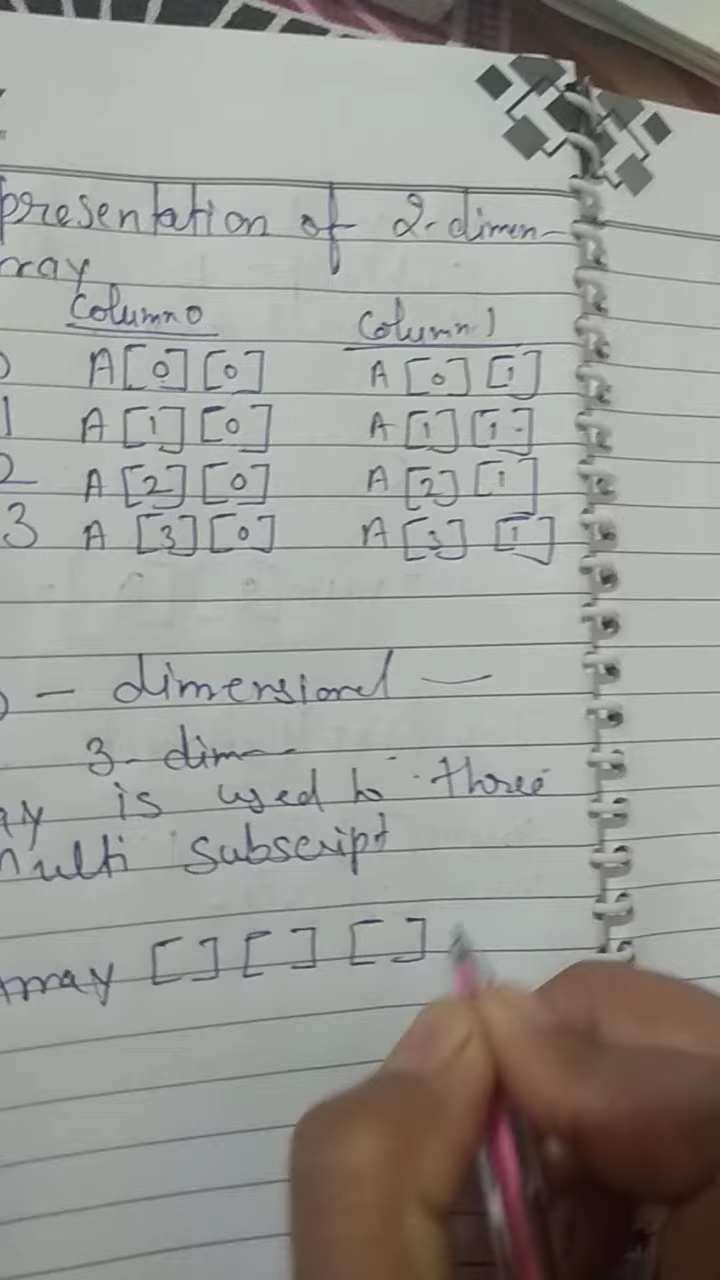 presentation of 2-dimen-
rray
Column 0 Column 1
0 A[0][0] A[0][1]
1 A[1][0] A[1][1]
2 A[2][0] A[2][1]
3 A[3][0] A[3][1]
- dimensional —
3-dim
ay is used to three
multi subscript
array [][][]